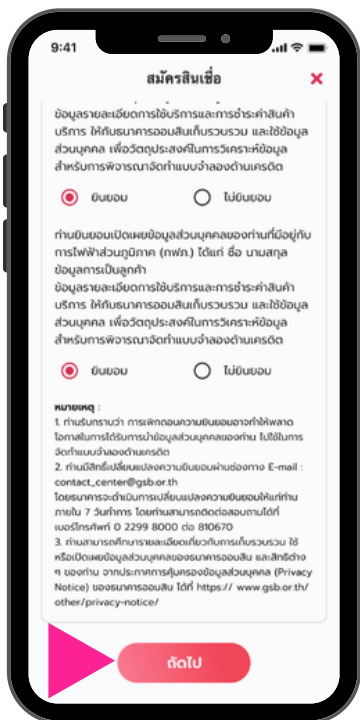 9:41
สมัครสินเชื่อ
ข้อมูลรายละเอียดการใช้บริการและการชำระค่าสินค้า
บริการ ให้กับธนาคารออมสินเก็บรวบรวม และใช้ข้อมูล
ส่วนบุคคล เพื่อวัตถุประสงค์ในการวิเคราะห์ข้อมูล
สำหรับการพิจารณาจัดทำแบบจำลองด้านเครดิต
ยินยอม ไม่ยินยอม
ท่านยินยอมเปิดเผยข้อมูลส่วนบุคคลของท่านที่มีอยู่กับ
การไฟฟ้าส่วนภูมิภาค (กฟภ.) ได้แก่ ชื่อ นามสกุล
ข้อมูลการเป็นลูกค้า
ข้อมูลรายละเอียดการใช้บริการและการชำระค่าสินค้า
บริการ ให้กับธนาคารออมสินเก็บรวบรวม และใช้ข้อมูล
ส่วนบุคคล เพื่อวัตถุประสงค์ในการวิเคราะห์ข้อมูล
สำหรับการพิจารณาจัดทำแบบจำลองด้านเครดิต
ยินยอม ไม่ยินยอม
หมายเหตุ :
1. ท่านรับทราบว่า การเพิกถอนความยินยอมอาจทำให้พลาด
โอกาสในการได้รับการนำข้อมูลส่วนบุคคลของท่าน ไปใช้ในการ
จัดทำแบบจำลองด้านเครดิต
2. ท่านมีสิทธิ์เปลี่ยนแปลงความยินยอมผ่านช่องทาง E-mail :
contact_center@gsb.or.th
โดยธนาคารจะดำเนินการเปลี่ยนแปลงความยินยอมให้แก่ท่าน
ภายใน 7 วันทำการ โดยท่านสามารถติดต่อสอบถามได้ที่
เบอร์โทรศัพท์ 0 2299 8000 ต่อ 810670
3. ท่านสามารถศึกษารายละเอียดเกี่ยวกับการเก็บรวบรวม ใช้
หรือเปิดเผยข้อมูลส่วนบุคคลของธนาคารออมสิน และสิทธิต่าง
ๆ ของท่าน จากประกาศการคุ้มครองข้อมูลส่วนบุคคล (Privacy
Notice) ของธนาคารออมสิน ได้ที่ https:// www.gsb.or.th/
other/privacy-notice/
ถัดไป